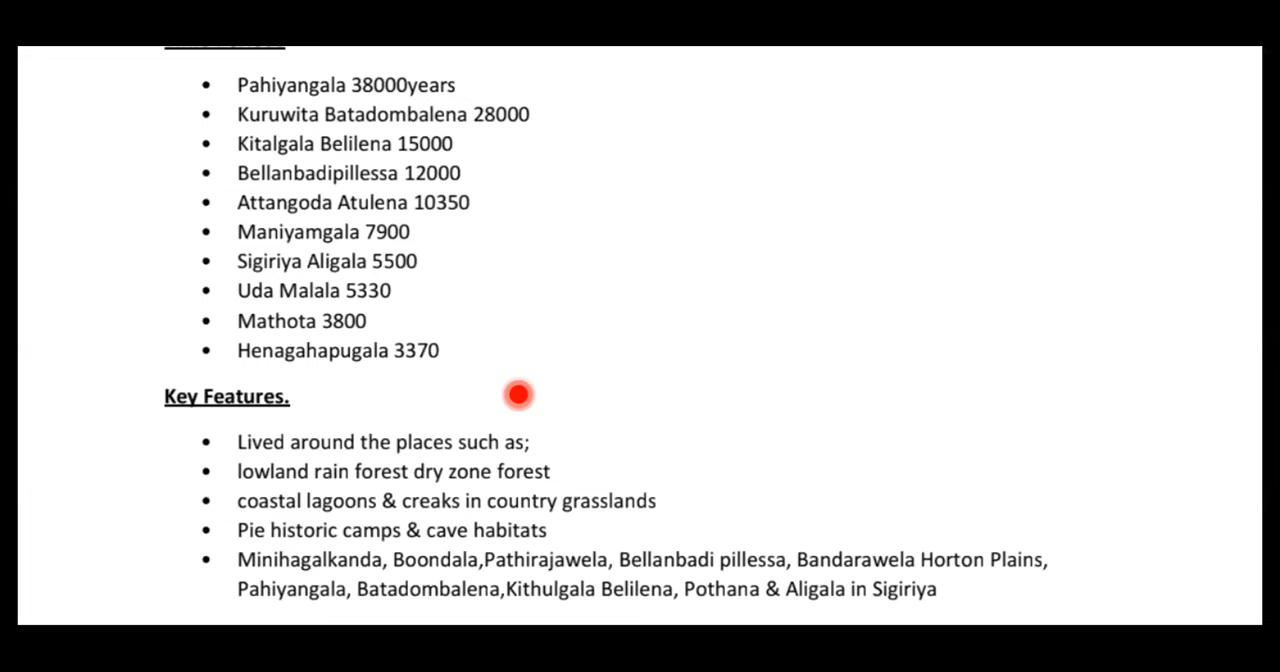 • Pahiyangala 38000years
• Kuruwita Batadombalena 28000
• Kitalgala Belilena 15000
• Bellanbadipillessa 12000
• Attangoda Atulena 10350
• Maniyamgala 7900
• Sigiriya Aligala 5500
• Uda Malala 5330
• Mathota 3800
• Henagahapugala 3370
Key Features.
• Lived around the places such as;
• lowland rain forest dry zone forest
• coastal lagoons & creaks in country grasslands
• Pie historic camps & cave habitats
• Minihagalkanda, Boondala,Pathirajawela, Bellanbadi pillessa, Bandarawela Horton Plains,
Pahiyangala, Batadombalena,Kithulgala Belilena, Pothana & Aligala in Sigiriya